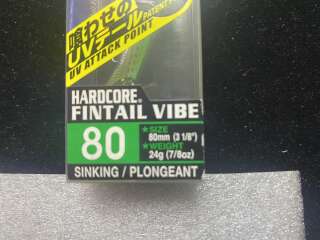 喰わせの
UVテール PATENT
UV ATTACK POINT
HARDCORE®
FINTAIL VIBE
80
★SIZE
80mm (3 1/8")
★WEIGHT
24g (7/8oz)
SINKING / PLONGEANT